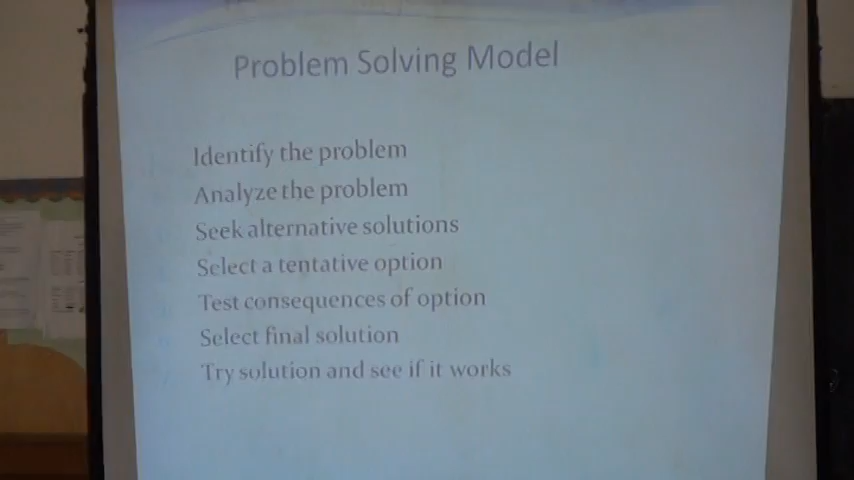 Problem Solving Model
Identify the problem
Analyze the problem
Seek alternative solutions
Select a tentative option
Test consequences of option
Select final solution
Try solution and see if it works